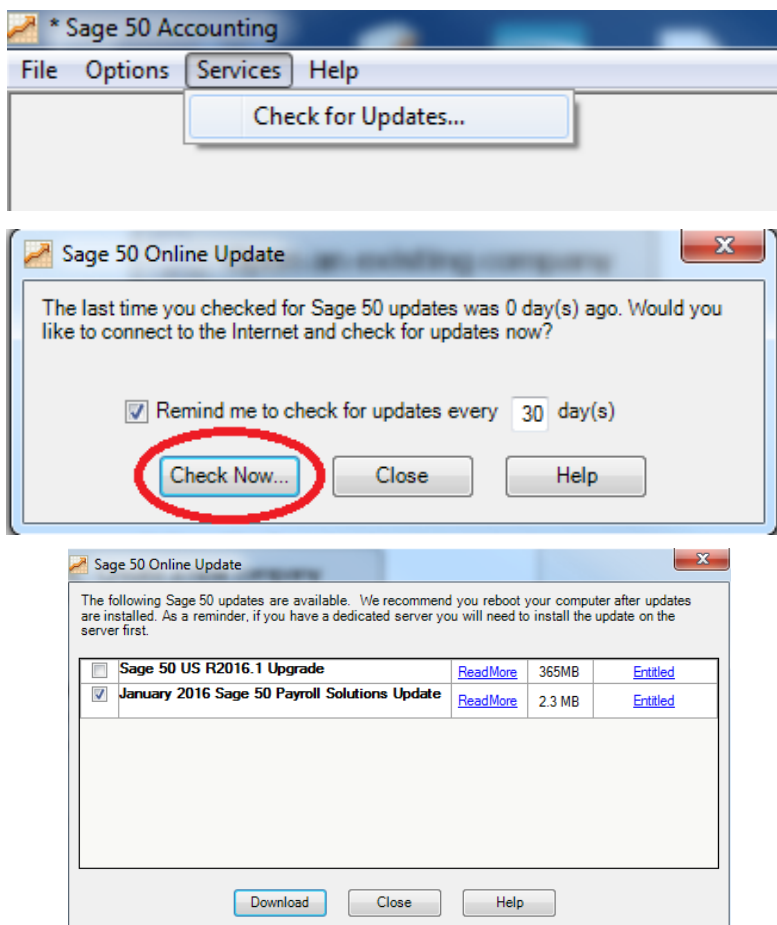 * Sage 50 Accounting
File Options Services Help
Check for Updates...
Sage 50 Online Update
The last time you checked for Sage 50 updates was 0 day(s) ago. Would you
like to connect to the Internet and check for updates now?
Remind me to check for updates every 30 day(s)
Check Now... Close Help
Sage 50 Online Update
The following Sage 50 updates are available. We recommend you reboot your computer after updates
are installed. As a reminder, if you have a dedicated server you will need to install the update on the
server first.
Sage 50 US R2016.1 Upgrade ReadMore 365MB Entitled
January 2016 Sage 50 Payroll Solutions Update ReadMore 2.3 MB Entitled
Download Close Help